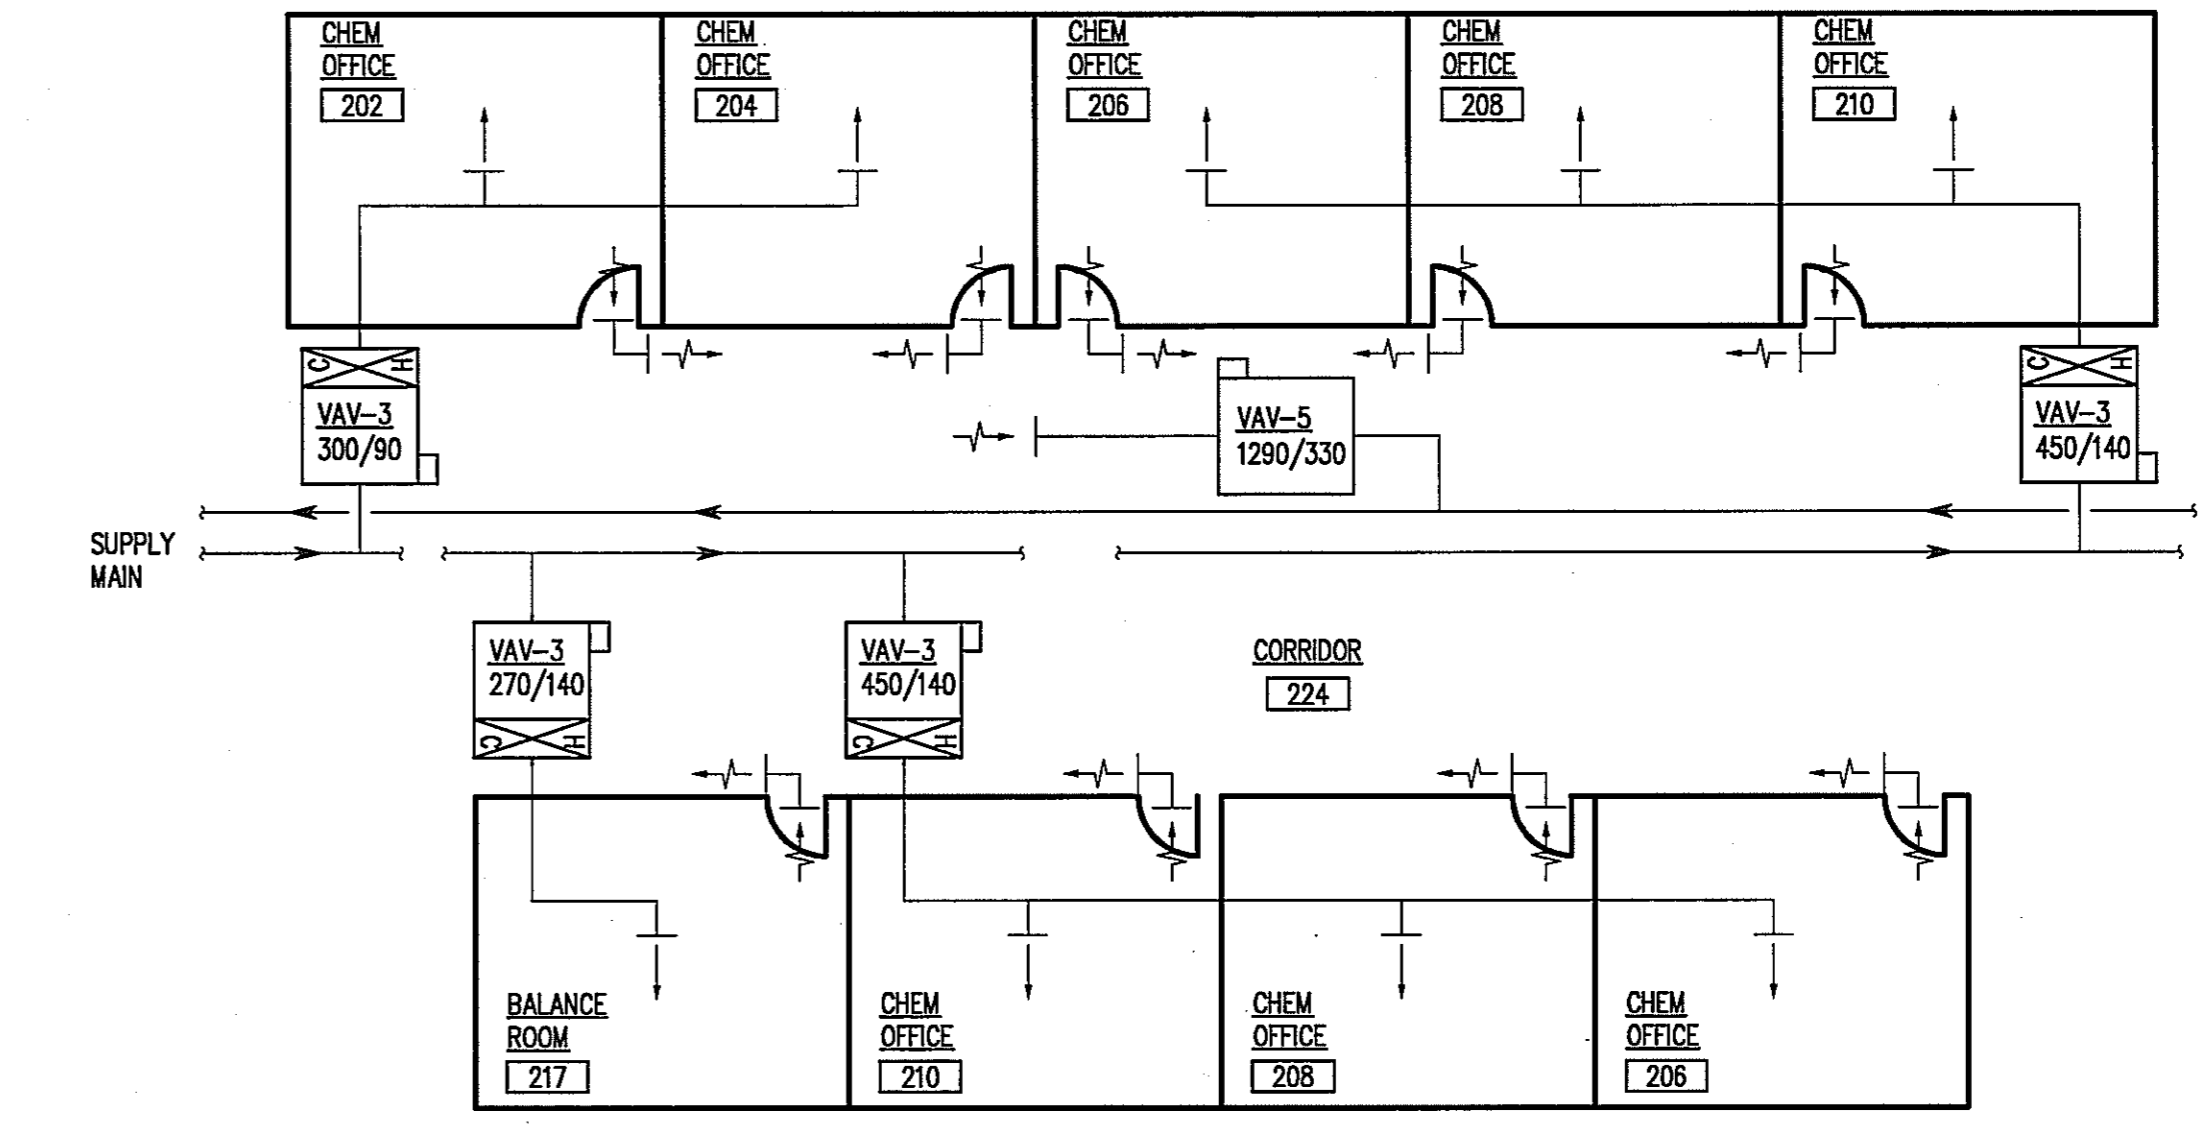 CHEM
OFFICE
202
CHEM
OFFICE
204
CHEM
OFFICE
206
CHEM
OFFICE
208
CHEM
OFFICE
210
C H
VAV-3
300/90
VAV-5
1290/330
C H
VAV-3
450/140
SUPPLY
MAIN
VAV-3
270/140
C H
VAV-3
450/140
C H
CORRIDOR
224
BALANCE
ROOM
217
CHEM
OFFICE
210
CHEM
OFFICE
208
CHEM
OFFICE
206